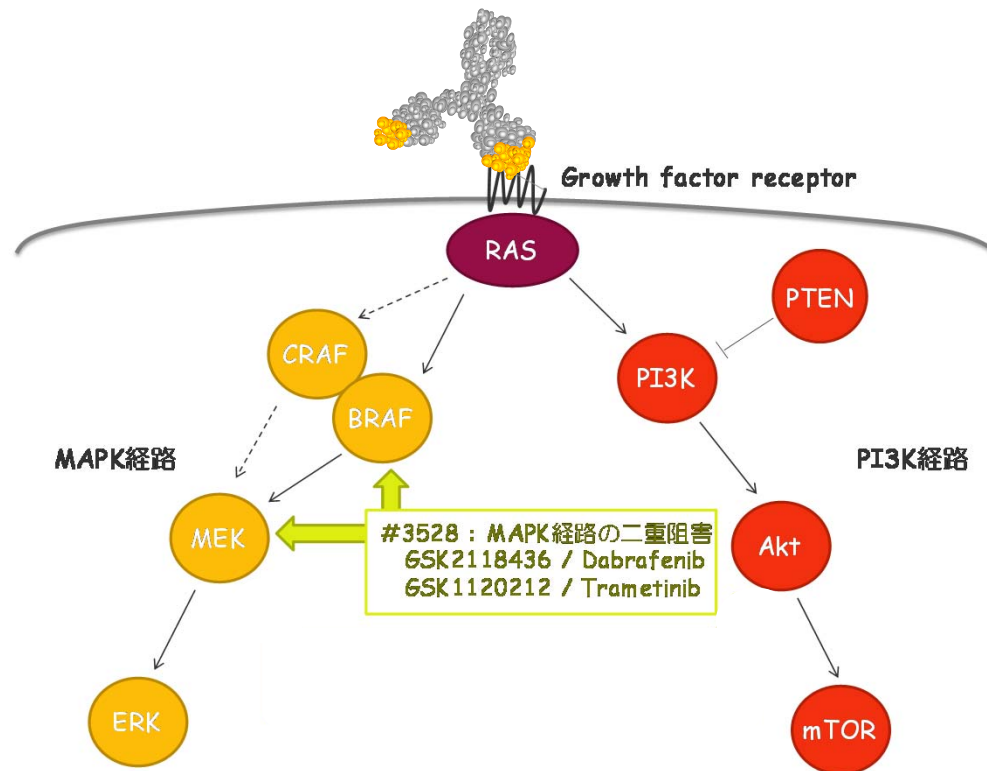 Growth factor receptor
RAS
PTEN
CRAF
PI3K
BRAF
MAPK経路
PI3K経路
MEK
#3528 : MAPK経路の二重阻害
GSK2118436 / Dabrafenib
GSK1120212 / Trametinib
Akt
ERK
mTOR